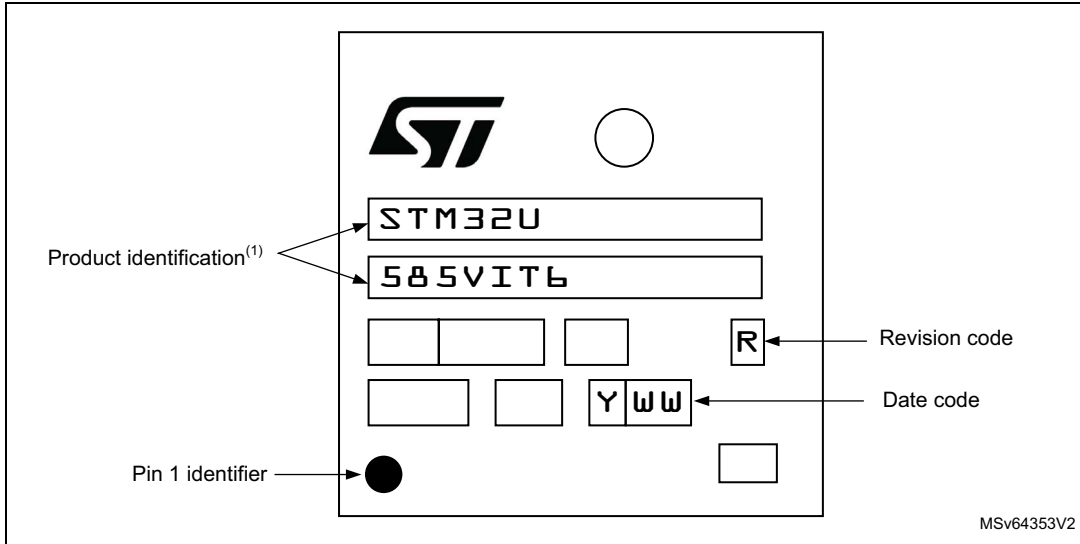 ST
STM32U
Product identification(1)
585VIT6
R
Revision code
Y WW
Date code
Pin 1 identifier
MSv64353V2